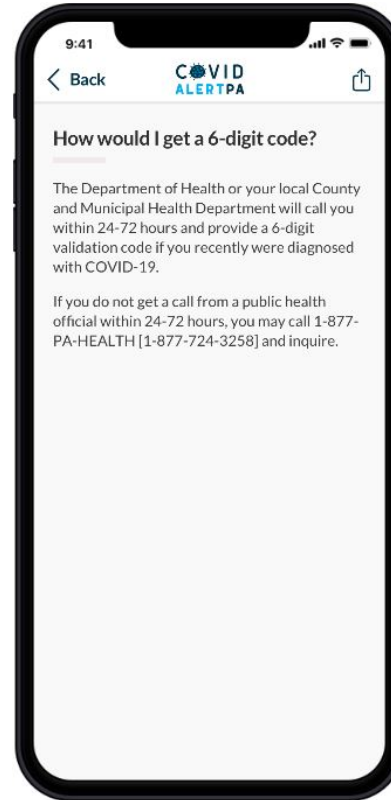 9:41
Back
COVID
ALERTPA
How would I get a 6-digit code?
The Department of Health or your local County
and Municipal Health Department will call you
within 24-72 hours and provide a 6-digit
validation code if you recently were diagnosed
with COVID-19.
If you do not get a call from a public health
official within 24-72 hours, you may call 1-877-
PA-HEALTH [1-877-724-3258] and inquire.